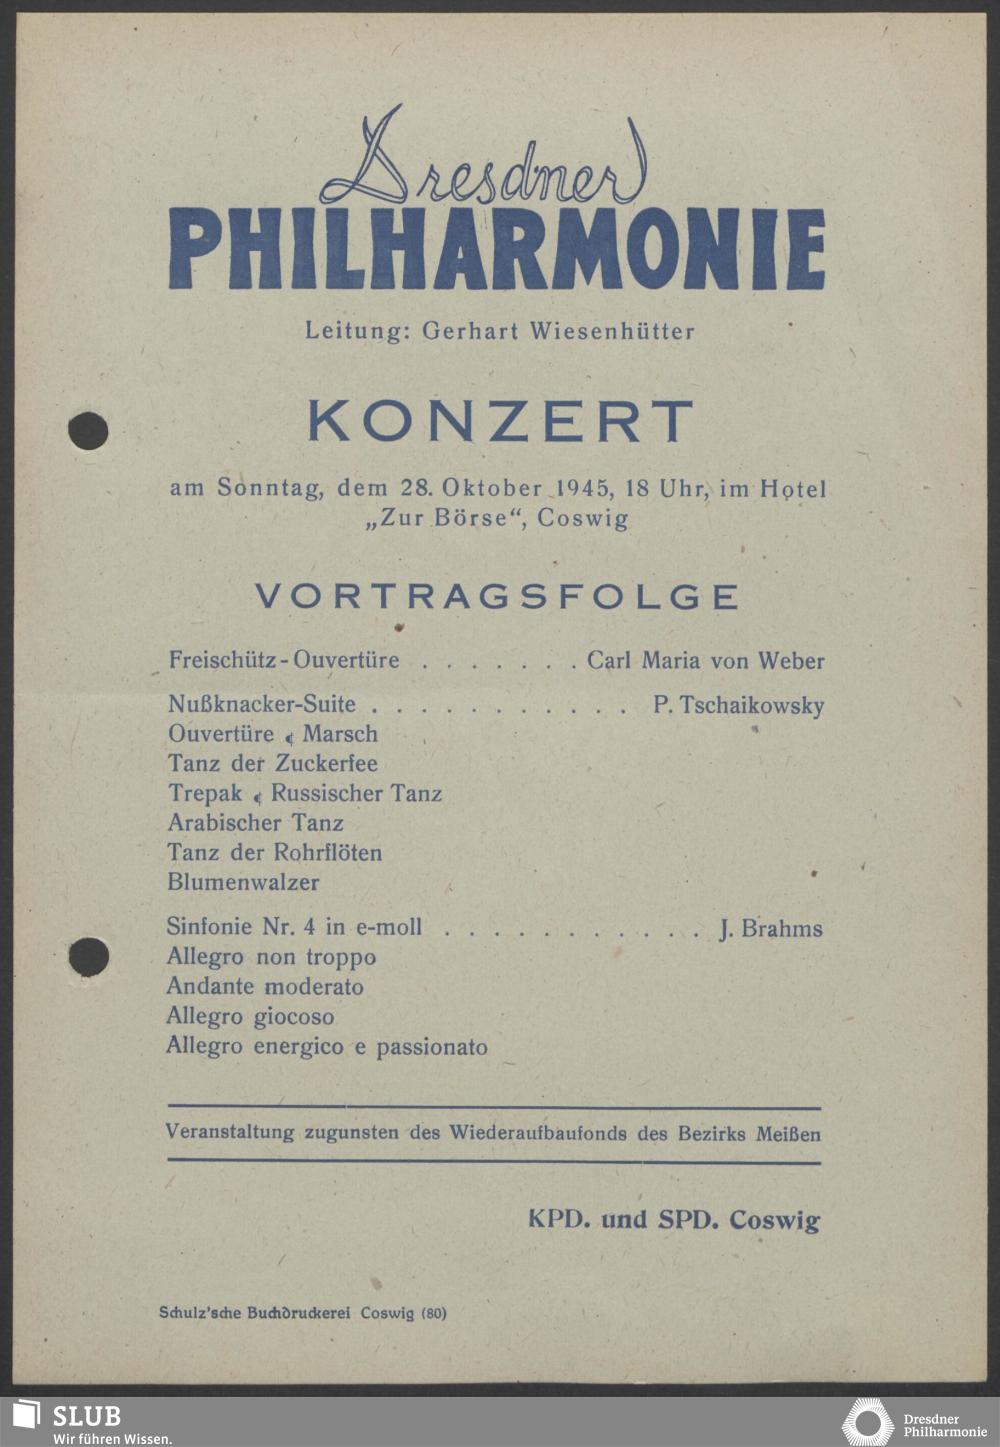 Dresdner
PHILHARMONIE
Leitung: Gerhart Wiesenhütter
KONZERT
am Sonntag, dem 28. Oktober 1945, 18 Uhr, im Hotel
„Zur Börse“, Coswig
VORTRAGSFOLGE
Freischütz-Ouvertüre . . . . . . . Carl Maria von Weber
Nußknacker-Suite . . . . . . . . . . . P. Tschaikowsky
Ouvertüre Marsch
Tanz der Zuckerfee
Trepak Russischer Tanz
Arabischer Tanz
Tanz der Rohrflöten
Blumenwalzer
Sinfonie Nr. 4 in e-moll . . . . . . . . . . . J. Brahms
Allegro non troppo
Andante moderato
Allegro giocoso
Allegro energico e passionato
Veranstaltung zugunsten des Wiederaufbaufonds des Bezirks Meißen
KPD. und SPD. Coswig
Schulz'sche Buchdruckerei Coswig (80)
SLUB
Wir führen Wissen.
Dresdner
Philharmonie